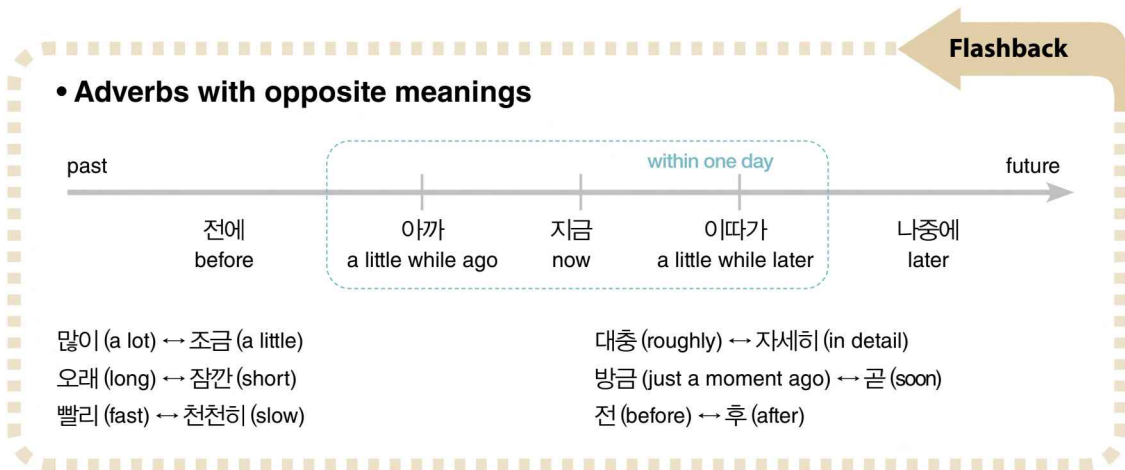 Flashback
• Adverbs with opposite meanings
within one day
past
future
전에
아까
지금
이따가
나중에
before
a little while ago
now
a little while later
later
많이 (a lot) ↔ 조금 (a little)
오래 (long) ↔ 잠깐 (short)
빨리 (fast) ↔ 천천히 (slow)
대충 (roughly) ↔ 자세히 (in detail)
방금 (just a moment ago) ↔ 곧 (soon)
전 (before) ↔ 후 (after)